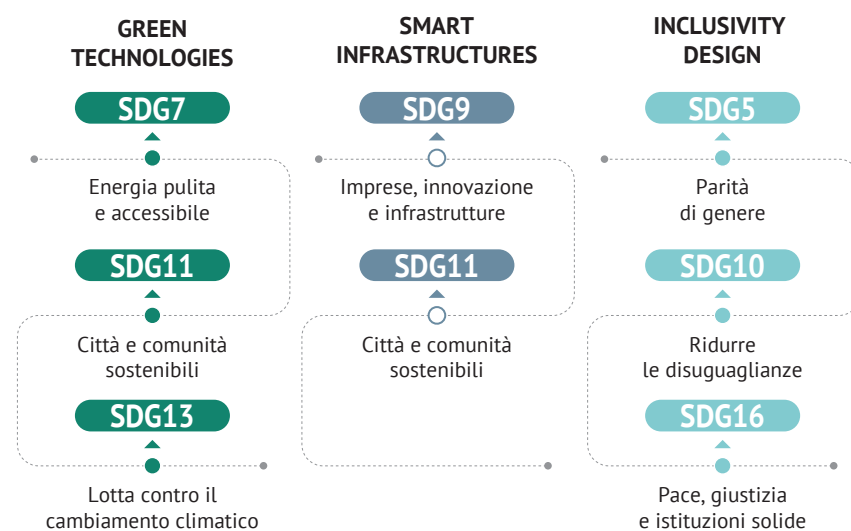 GREEN
TECHNOLOGIES
SDG7
Energia pulita
e accessibile
SDG11
Città e comunità
sostenibili
SDG13
Lotta contro il
cambiamento climatico
SMART
INFRASTRUCTURES
SDG9
Imprese, innovazione
e infrastrutture
SDG11
Città e comunità
sostenibili
INCLUSIVITY
DESIGN
SDG5
Parità
di genere
SDG10
Ridurre
le disuguaglianze
SDG16
Pace, giustizia
e istituzioni solide